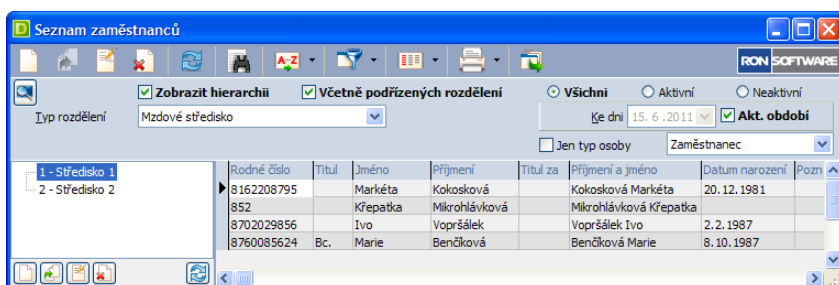 Seznam zaměstnanců
A-Z
RON SOFTWARE
Zobrazit hierarchii Včetně podřízených rozdělení Všichni Aktivní Neaktivní
Typ rozdělení Mzdové středisko Ke dni 15. 6 .2011 Akt. období
Jen typ osoby Zaměstnanec
1 - Středisko 1
2 - Středisko 2
Rodné číslo Titul Jméno Příjmení Titul za Příjmení a jméno Datum narození Pozn
8162208795 Markéta Kokosková Kokosková Markéta 20.12.1981
852 Křepatka Mikrohlávková Mikrohlávková Křepatka
8702029856 Ivo Vopršálek Vopršálek Ivo 2.2.1987
8760085624 Bc. Marie Benčíková Benčíková Marie 8.10.1987